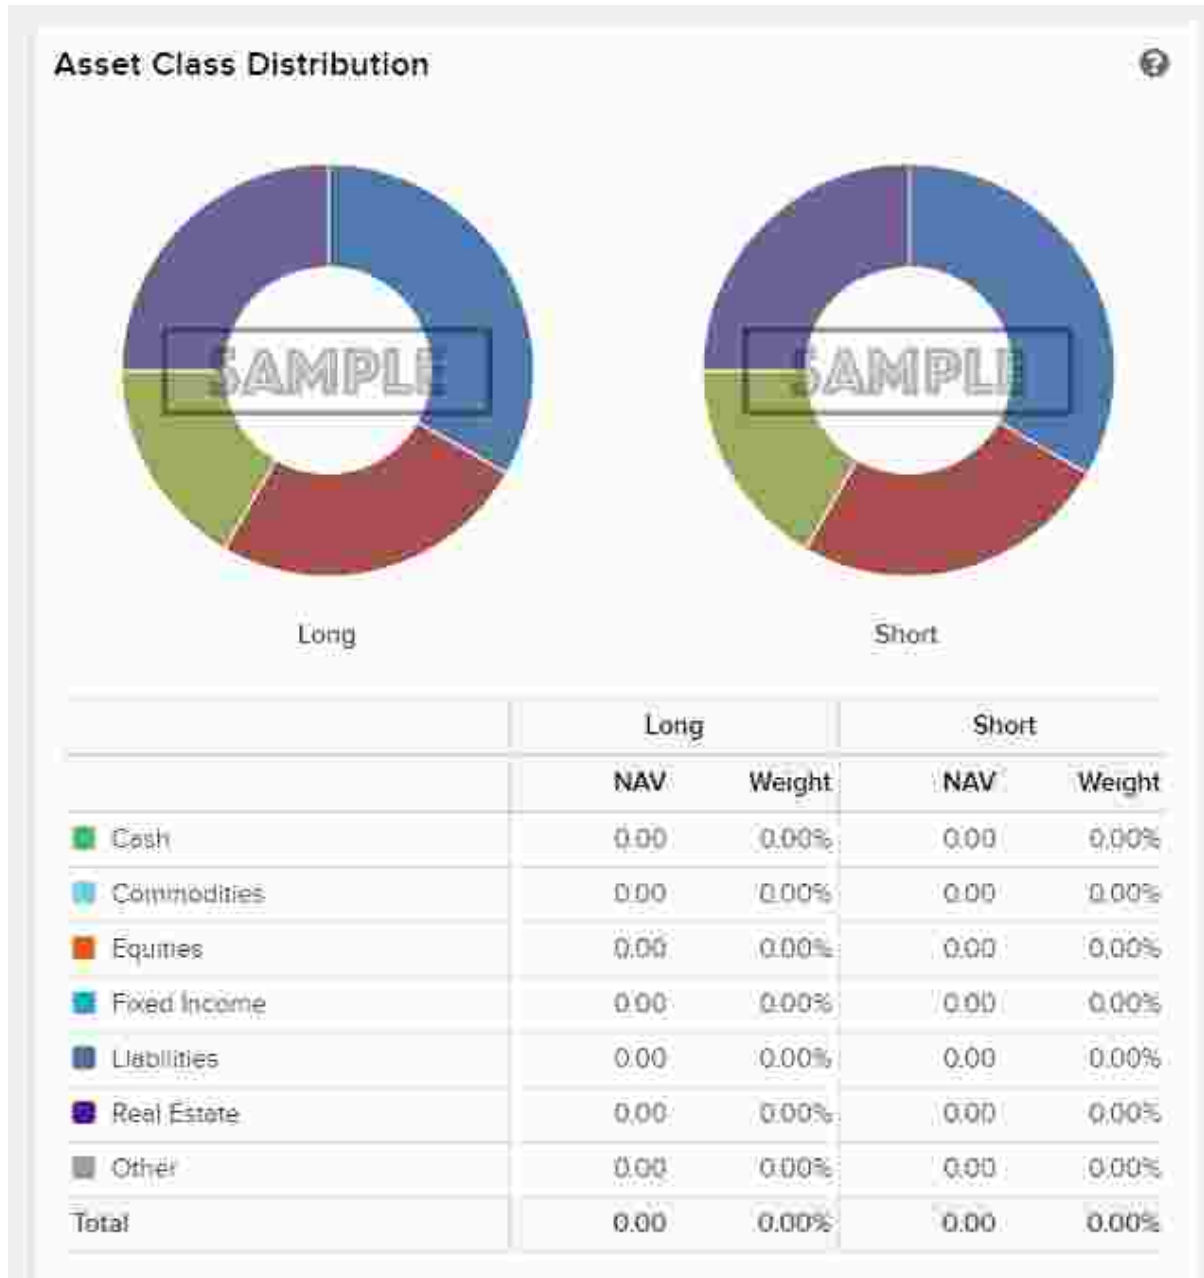 Asset Class Distribution
SAMPLE
SAMPLE
Long
Short
Long Short
NAV Weight NAV Weight
Cash 0.00 0.00% 0.00 0.00%
Commodities 0.00 0.00% 0.00 0.00%
Equities 0.00 0.00% 0.00 0.00%
Fixed Income 0.00 0.00% 0.00 0.00%
Liabilities 0.00 0.00% 0.00 0.00%
Real Estate 0.00 0.00% 0.00 0.00%
Other 0.00 0.00% 0.00 0.00%
Total 0.00 0.00% 0.00 0.00%